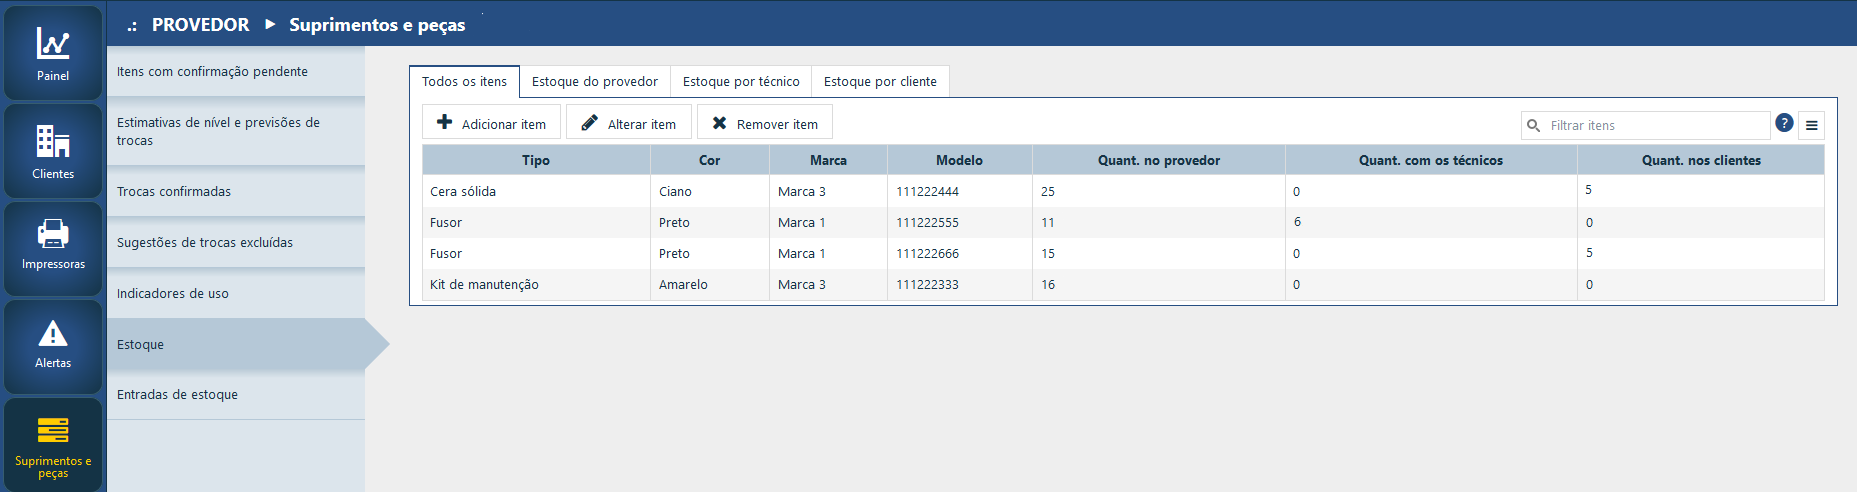 .: PROVEDOR ► Suprimentos e peças
Painel
Clientes
Impressoras
Alertas
Suprimentos e
peças
Itens com confirmação pendente
Estimativas de nível e previsões de
trocas
Trocas confirmadas
Sugestões de trocas excluídas
Indicadores de uso
Estoque
Entradas de estoque
Todos os itens Estoque do provedor Estoque por técnico Estoque por cliente
Adicionar item Alterar item Remover item Filtrar itens ?
Tipo Cor Marca Modelo Quant. no provedor Quant. com os técnicos Quant. nos clientes
Cera sólida Ciano Marca 3 111222444 25 0 5
Fusor Preto Marca 1 111222555 11 6 0
Fusor Preto Marca 1 111222666 15 0 5
Kit de manutenção Amarelo Marca 3 111222333 16 0 0